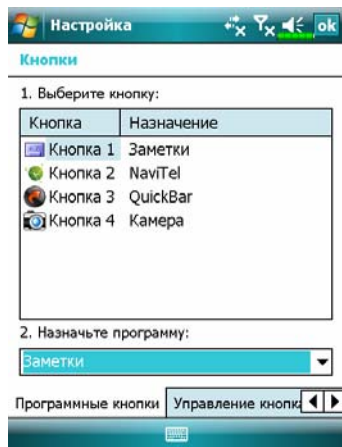 Настройка ok
Кнопки
1. Выберите кнопку:
Кнопка Назначение
Кнопка 1 Заметки
Кнопка 2 NaviTel
Кнопка 3 QuickBar
Кнопка 4 Камера
2. Назначьте программу:
Заметки
Программные кнопки Управление кнопк